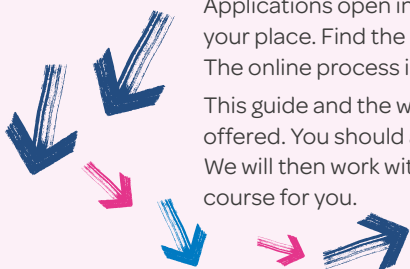 Applications open in
your place. Find the
The online process i
This guide and the w
offered. You should
We will then work wit
course for you.